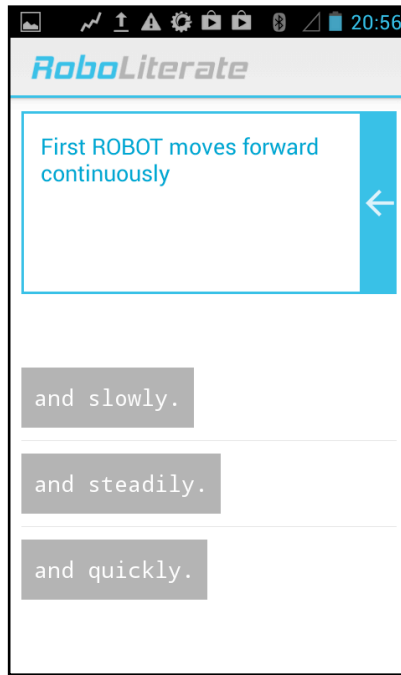 20:56
RoboLiterate
First ROBOT moves forward
continuously
and slowly.
and steadily.
and quickly.